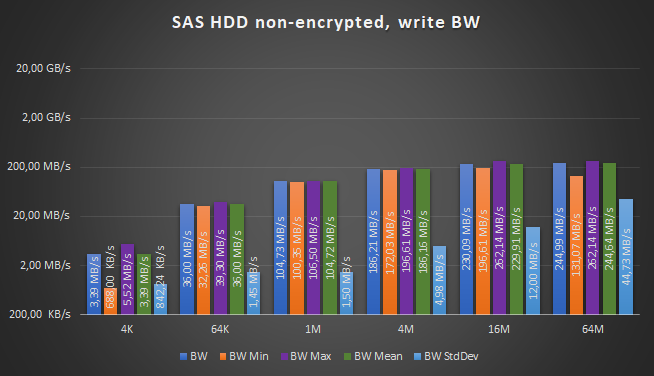 SAS HDD non-encrypted, write BW
20,00 GB/s
2,00 GB/s
200,00 MB/s
20,00 MB/s
2,00 MB/s
200,00 KB/s
3,39 MB/s
688,00 KB/s
5,52 MB/s
3,39 MB/s
842,24 KB/s
36,00 MB/s
32,26 MB/s
39,30 MB/s
36,00 MB/s
1,45 MB/s
104,73 MB/s
100,35 MB/s
106,50 MB/s
104,72 MB/s
1,50 MB/s
186,21 MB/s
172,03 MB/s
196,61 MB/s
186,16 MB/s
4,98 MB/s
230,09 MB/s
196,61 MB/s
262,14 MB/s
229,91 MB/s
12,00 MB/s
244,99 MB/s
131,07 MB/s
262,14 MB/s
244,64 MB/s
44,73 MB/s
4K 64K 1M 4M 16M 64M
BW BW Min BW Max BW Mean BW StdDev